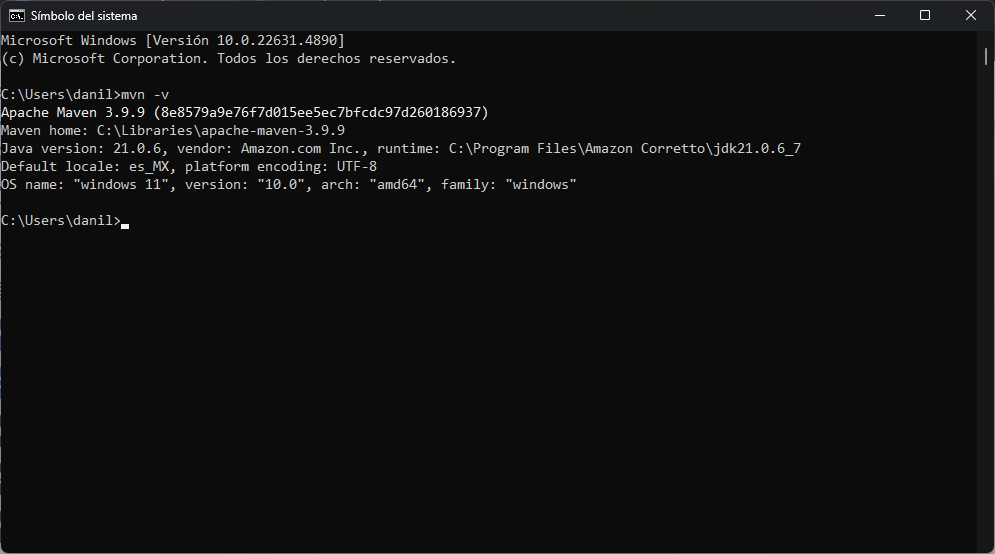 Símbolo del sistema
Microsoft Windows [Versión 10.0.22631.4890]
(c) Microsoft Corporation. Todos los derechos reservados.
C:\Users\danil>mvn -v
Apache Maven 3.9.9 (8e8579a9e76f7d015ee5ec7bfcdc97d260186937)
Maven home: C:\Libraries\apache-maven-3.9.9
Java version: 21.0.6, vendor: Amazon.com Inc., runtime: C:\Program Files\Amazon Corretto\jdk21.0.6_7
Default locale: es_MX, platform encoding: UTF-8
OS name: "windows 11", version: "10.0", arch: "amd64", family: "windows"
C:\Users\danil>